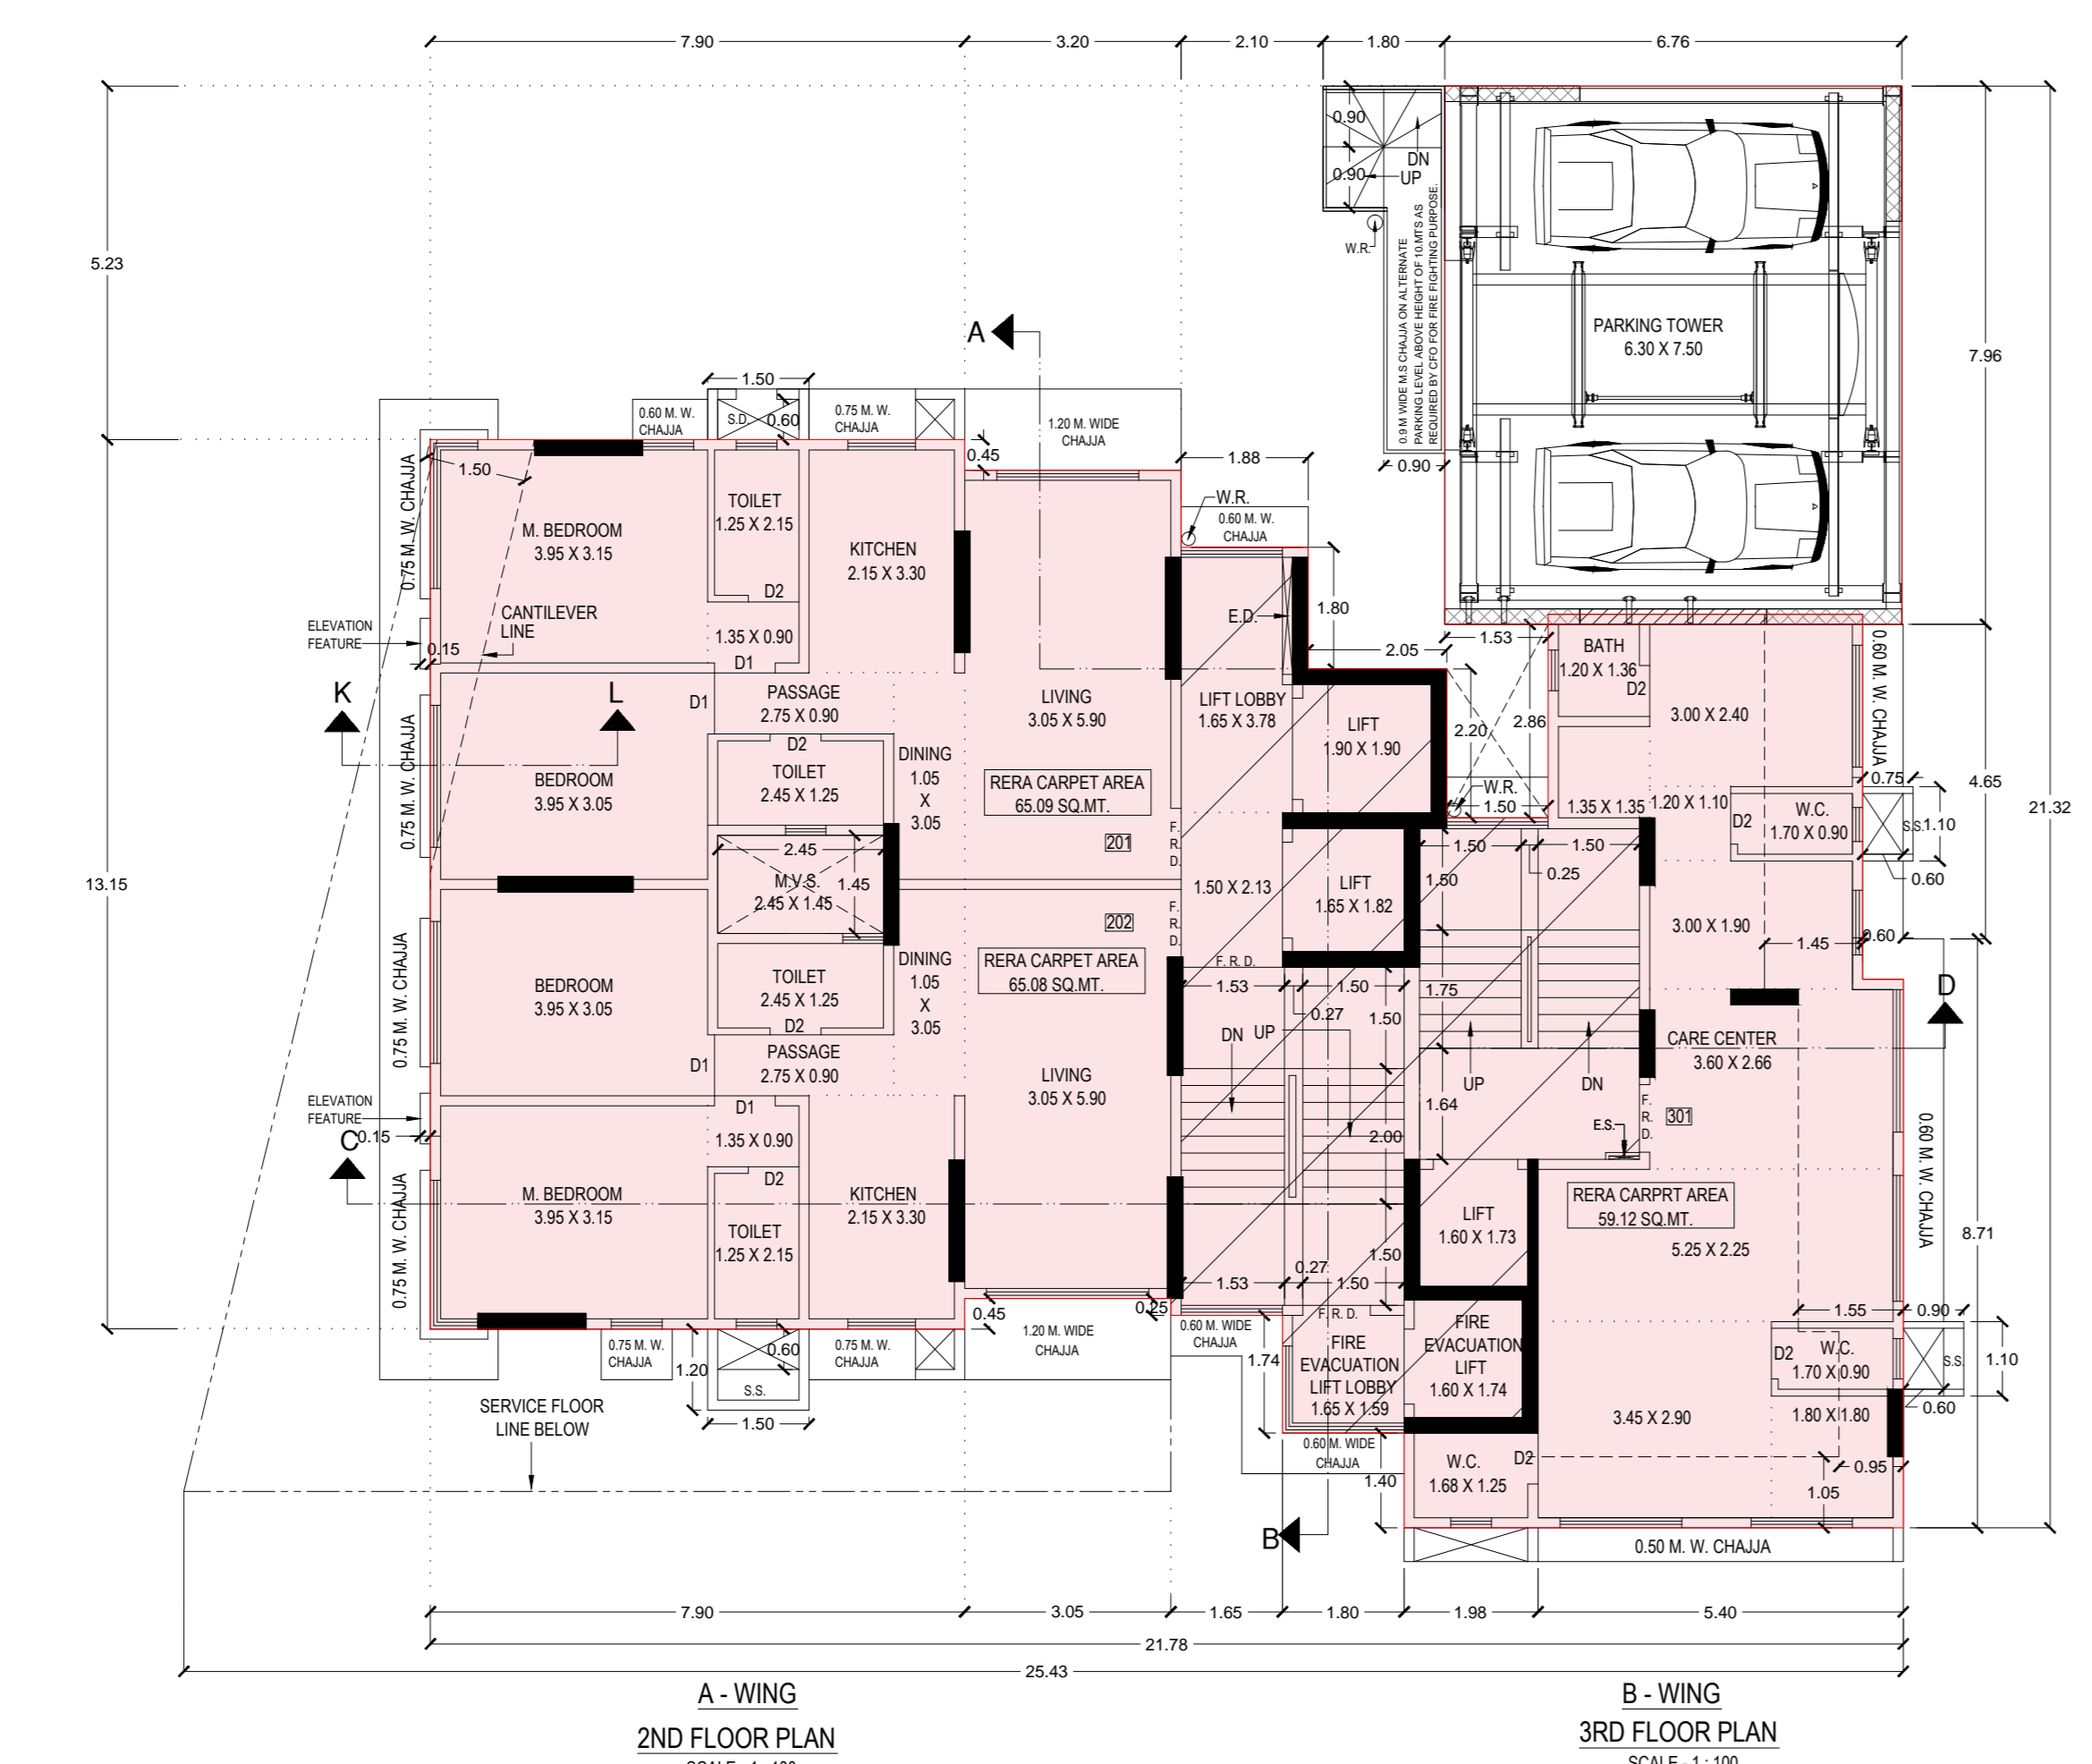 7.90
3.20
2.10
1.80
6.76
5.23
13.15
0.90
0.90
DN
UP
W.R.
0.9 M WIDE M.S CHAJJA ON ALTERNATE
PARKING LEVEL ABOVE HEIGHT OF 10.MTS AS
REQUIRED BY CFO FOR FIRE FIGHTING PURPOSE.
0.90
PARKING TOWER
6.30 X 7.50
7.96
21.32
4.65
8.71
A
1.50
0.60 M. W.
CHAJJA
S.D.
0.60
0.75 M. W.
CHAJJA
1.20 M. WIDE
CHAJJA
0.45
1.88
W.R.
0.60 M. W.
CHAJJA
1.50
0.75 M. W. CHAJJA
M. BEDROOM
3.95 X 3.15
TOILET
1.25 X 2.15
D2
KITCHEN
2.15 X 3.30
CANTILEVER
LINE
ELEVATION
FEATURE
0.15
1.35 X 0.90
D1
E.D.
1.80
2.05
1.53
BATH
1.20 X 1.36
D2
3.00 X 2.40
0.60 M. W. CHAJJA
K
L
D1
PASSAGE
2.75 X 0.90
LIVING
3.05 X 5.90
LIFT LOBBY
1.65 X 3.78
LIFT
1.90 X 1.90
2.20
2.86
0.75 M. W. CHAJJA
BEDROOM
3.95 X 3.05
D2
TOILET
2.45 X 1.25
DINING
1.05
X
3.05
RERA CARPET AREA
65.09 SQ.MT.
201
F.
R.
D.
W.R.
1.50
1.35 X 1.35
1.20 X 1.10
D2
W.C.
1.70 X 0.90
0.75
S.S.
1.10
0.60
2.45
M.V.S.
2.45 X 1.45
1.45
1.50 X 2.13
LIFT
1.65 X 1.82
1.50
1.50
1.50
0.25
3.00 X 1.90
1.45
0.60
202
F.
R.
D.
0.75 M. W. CHAJJA
BEDROOM
3.95 X 3.05
TOILET
2.45 X 1.25
D2
DINING
1.05
X
3.05
RERA CARPET AREA
65.08 SQ.MT.
F. R. D.
1.53
1.50
0.27
1.50
1.75
D
DN
UP
UP
DN
CARE CENTER
3.60 X 2.66
D1
PASSAGE
2.75 X 0.90
LIVING
3.05 X 5.90
1.64
E.S.
F.
R.
D.
301
ELEVATION
FEATURE
0.15
C
D1
1.35 X 0.90
D2
2.00
0.60 M. W. CHAJJA
0.75 M. W. CHAJJA
M. BEDROOM
3.95 X 3.15
TOILET
1.25 X 2.15
KITCHEN
2.15 X 3.30
LIFT
1.60 X 1.73
RERA CARPRT AREA
59.12 SQ.MT.
5.25 X 2.25
1.53
0.27
1.50
1.50
0.45
0.25
1.20 M. WIDE
CHAJJA
0.60 M. WIDE
CHAJJA
F. R. D.
1.74
FIRE
EVACUATION
LIFT LOBBY
1.65 X 1.59
FIRE
EVACUATION
LIFT
1.60 X 1.74
1.55
0.90
D2
W.C.
1.70 X 0.90
S.S.
1.10
0.60
0.75 M. W.
CHAJJA
1.20
0.60
S.S.
1.50
0.75 M. W.
CHAJJA
SERVICE FLOOR
LINE BELOW
3.45 X 2.90
1.80 X 1.80
0.60 M. WIDE
CHAJJA
1.40
W.C.
1.68 X 1.25
D2
0.95
1.05
B
0.50 M. W. CHAJJA
7.90
3.05
1.65
1.80
1.98
5.40
21.78
25.43
A - WING
2ND FLOOR PLAN
B - WING
3RD FLOOR PLAN
SCALE - 1 : 100